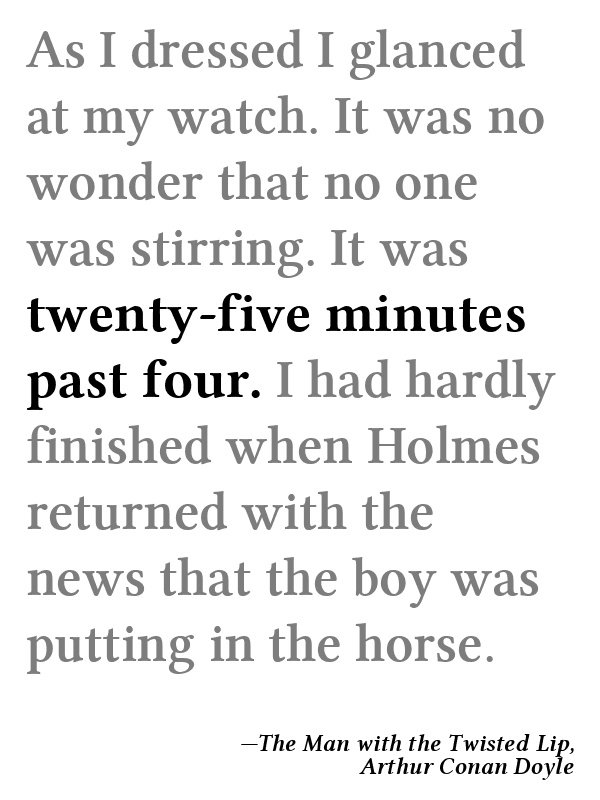 As I dressed I glanced
at my watch. It was no
wonder that no one
was stirring. It was
twenty-five minutes
past four. I had hardly
finished when Holmes
returned with the
news that the boy was
putting in the horse.
—The Man with the Twisted Lip,
Arthur Conan Doyle